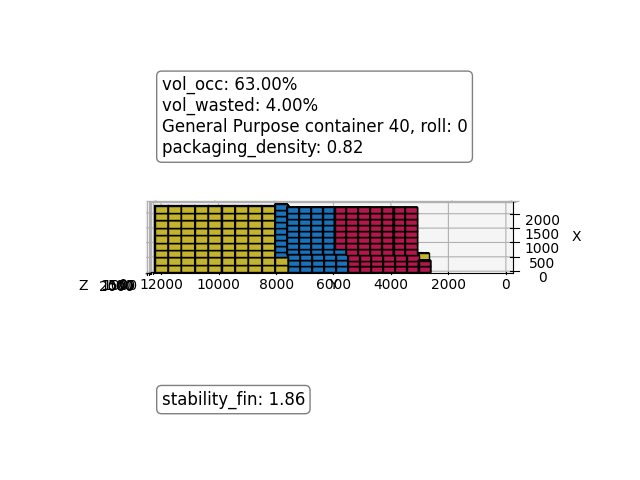 vol_occ: 63.00%
vol_wasted: 4.00%
General Purpose container 40, roll: 0
packaging_density: 0.82
2000
1500
1000
500
0
X
Z
12000 10000 8000 6000 4000 2000 0
Y
stability_fin: 1.86